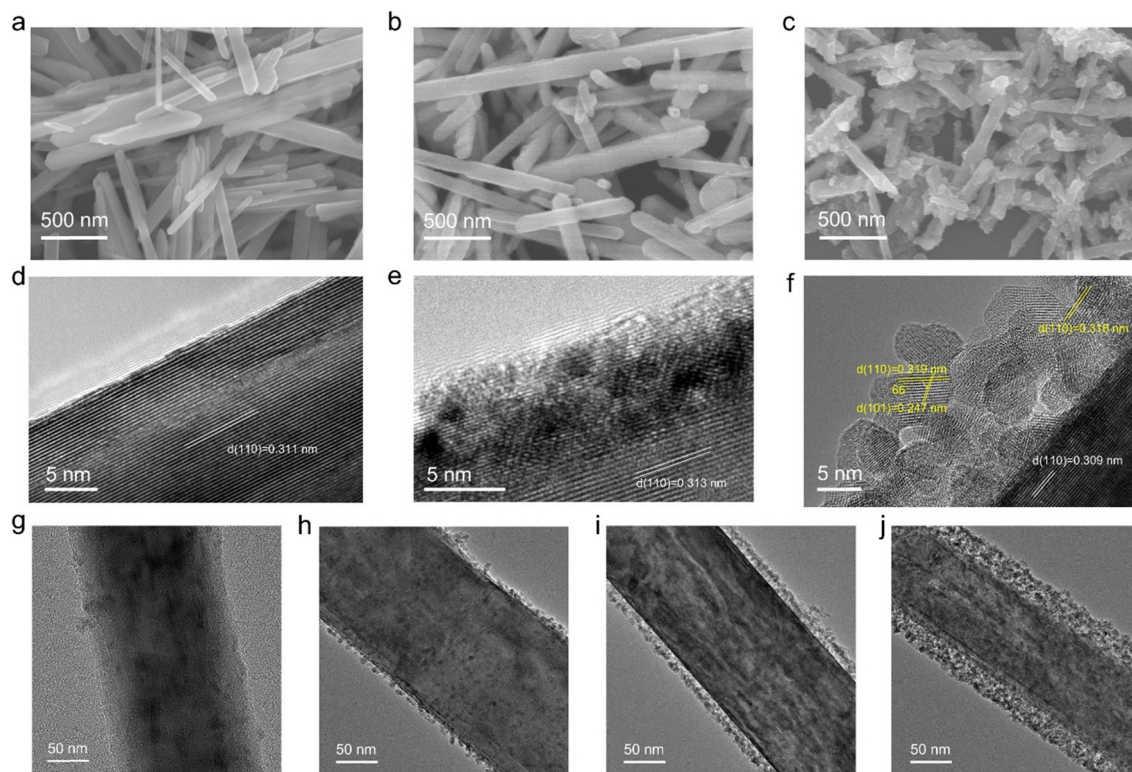 a
b
c
500 nm
500 nm
500 nm
d
e
f
d(110)=0.311 nm
5 nm
d(110)=0.313 nm
5 nm
d(110)=0.318 nm
d(110)=0.319 nm
66°
d(101)=0.247 nm
d(110)=0.309 nm
5 nm
g
h
i
j
50 nm
50 nm
50 nm
50 nm